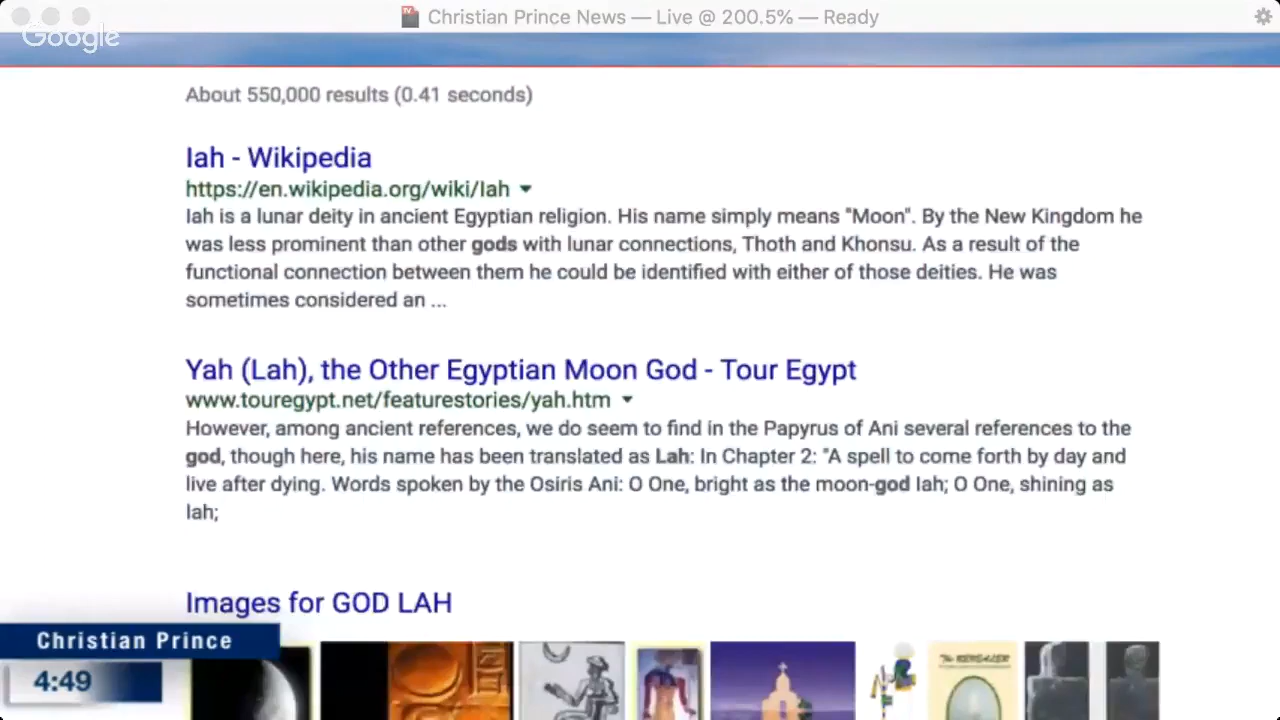 Christian Prince News — Live @ 200.5% — Ready
Google
About 550,000 results (0.41 seconds)
Iah - Wikipedia
https://en.wikipedia.org/wiki/Iah
Iah is a lunar deity in ancient Egyptian religion. His name simply means "Moon". By the New Kingdom he
was less prominent than other gods with lunar connections, Thoth and Khonsu. As a result of the
functional connection between them he could be identified with either of those deities. He was
sometimes considered an ...
Yah (Lah), the Other Egyptian Moon God - Tour Egypt
www.touregypt.net/featurestories/yah.htm
However, among ancient references, we do seem to find in the Papyrus of Ani several references to the
god, though here, his name has been translated as Lah: In Chapter 2: "A spell to come forth by day and
live after dying. Words spoken by the Osiris Ani: O One, bright as the moon-god Iah; O One, shining as
Iah;
Images for GOD LAH
Christian Prince
4:49